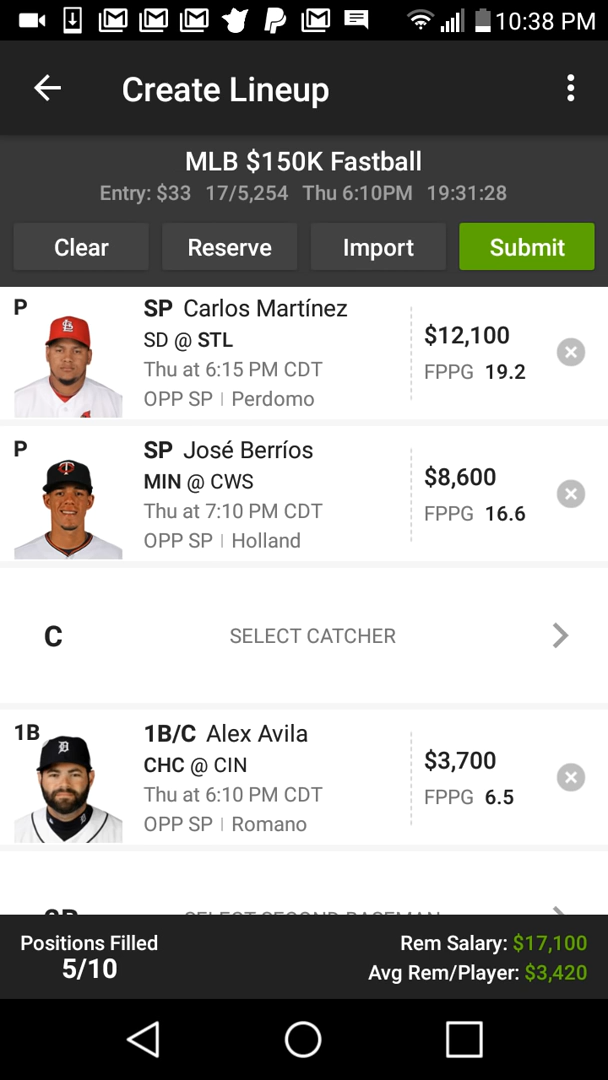 10:38 PM
Create Lineup
MLB $150K Fastball
Entry: $33 17/5,254 Thu 6:10PM 19:31:28
Clear Reserve Import Submit
P SP Carlos Martínez
SD @ STL
$12,100
Thu at 6:15 PM CDT
FPPG 19.2
OPP SP | Perdomo
P SP José Berríos
MIN @ CWS
$8,600
Thu at 7:10 PM CDT
FPPG 16.6
OPP SP | Holland
C SELECT CATCHER
1B 1B/C Alex Avila
CHC @ CIN
$3,700
Thu at 6:10 PM CDT
FPPG 6.5
OPP SP | Romano
2B SELECT SECOND BASEMAN
Positions Filled
5/10
Rem Salary: $17,100
Avg Rem/Player: $3,420